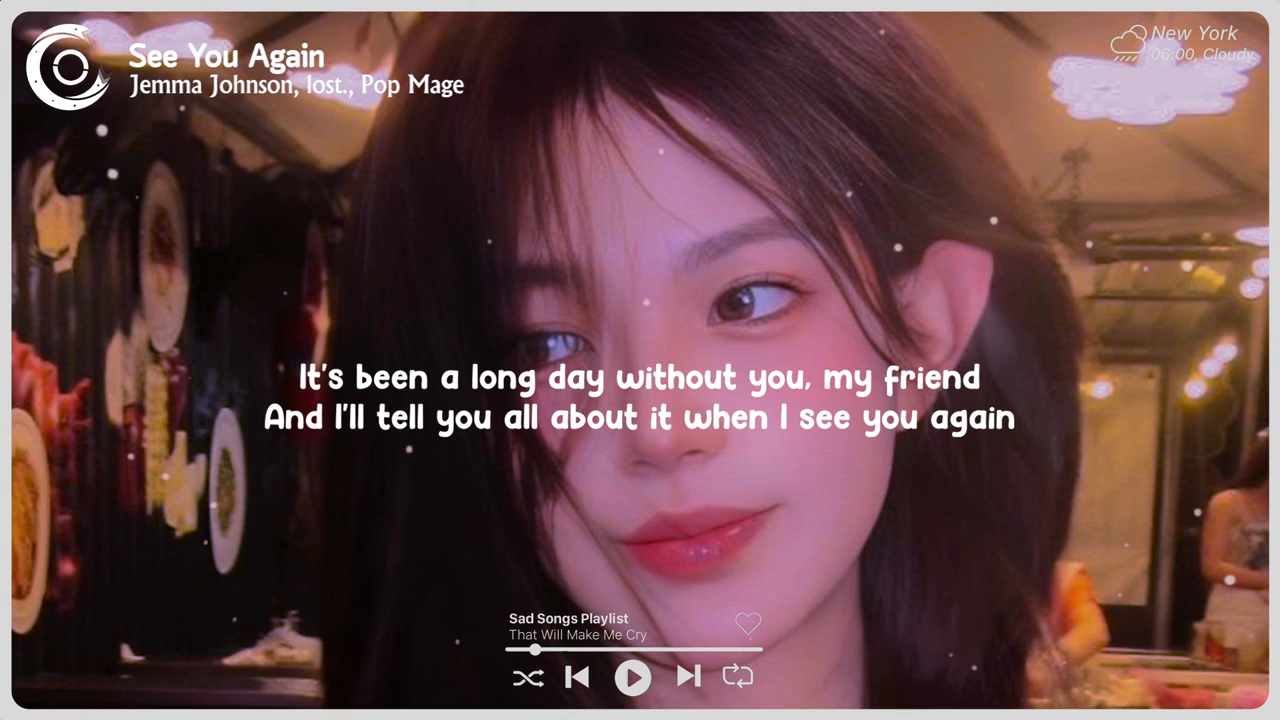 See You Again
Jemma Johnson, lost., Pop Mage
New York
06:00, Cloudy
It's been a long day without you, my friend
And I'll tell you all about it when I see you again
Sad Songs Playlist
That Will Make Me Cry